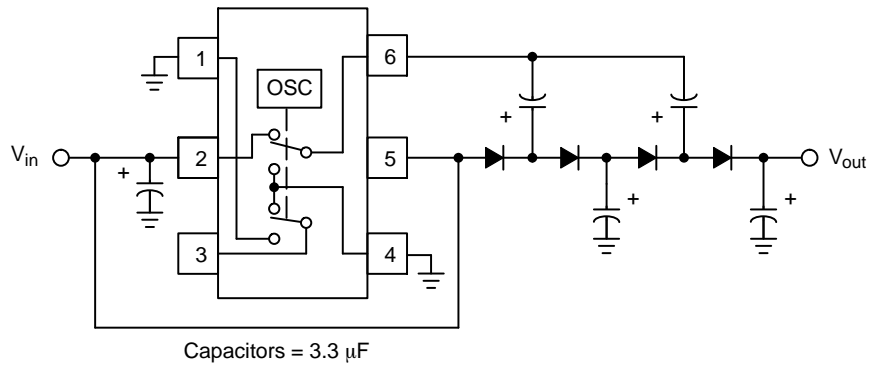 1
6
OSC
+
+
V_in
2
5
V_out
+
+
+
3
4
Capacitors = 3.3 μF